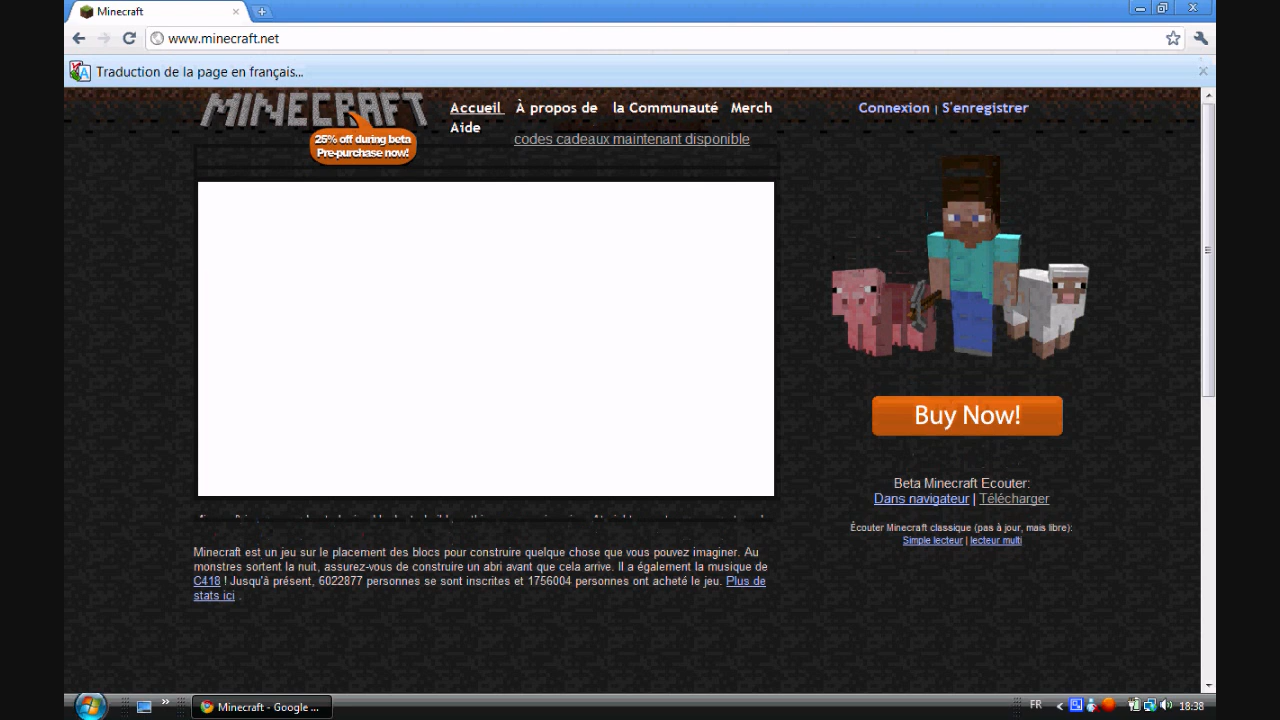 Minecraft
www.minecraft.net
Traduction de la page en français...
MINECRAFT
25% off during beta
Pre-purchase now!
Accueil À propos de la Communauté Merch
Aide
codes cadeaux maintenant disponible
Connexion | S'enregistrer
Buy Now!
Beta Minecraft Ecouter:
Dans navigateur | Télécharger
Écouter Minecraft classique (pas à jour, mais libre):
Simple lecteur | lecteur multi
Minecraft est un jeu sur le placement des blocs pour construire quelque chose que vous pouvez imaginer. Au
monstres sortent la nuit, assurez-vous de construire un abri avant que cela arrive. Il a également la musique de
C418 ! Jusqu'à présent, 6022877 personnes se sont inscrites et 1756004 personnes ont acheté le jeu. Plus de
stats ici .
Minecraft - Google ...
FR
18:38